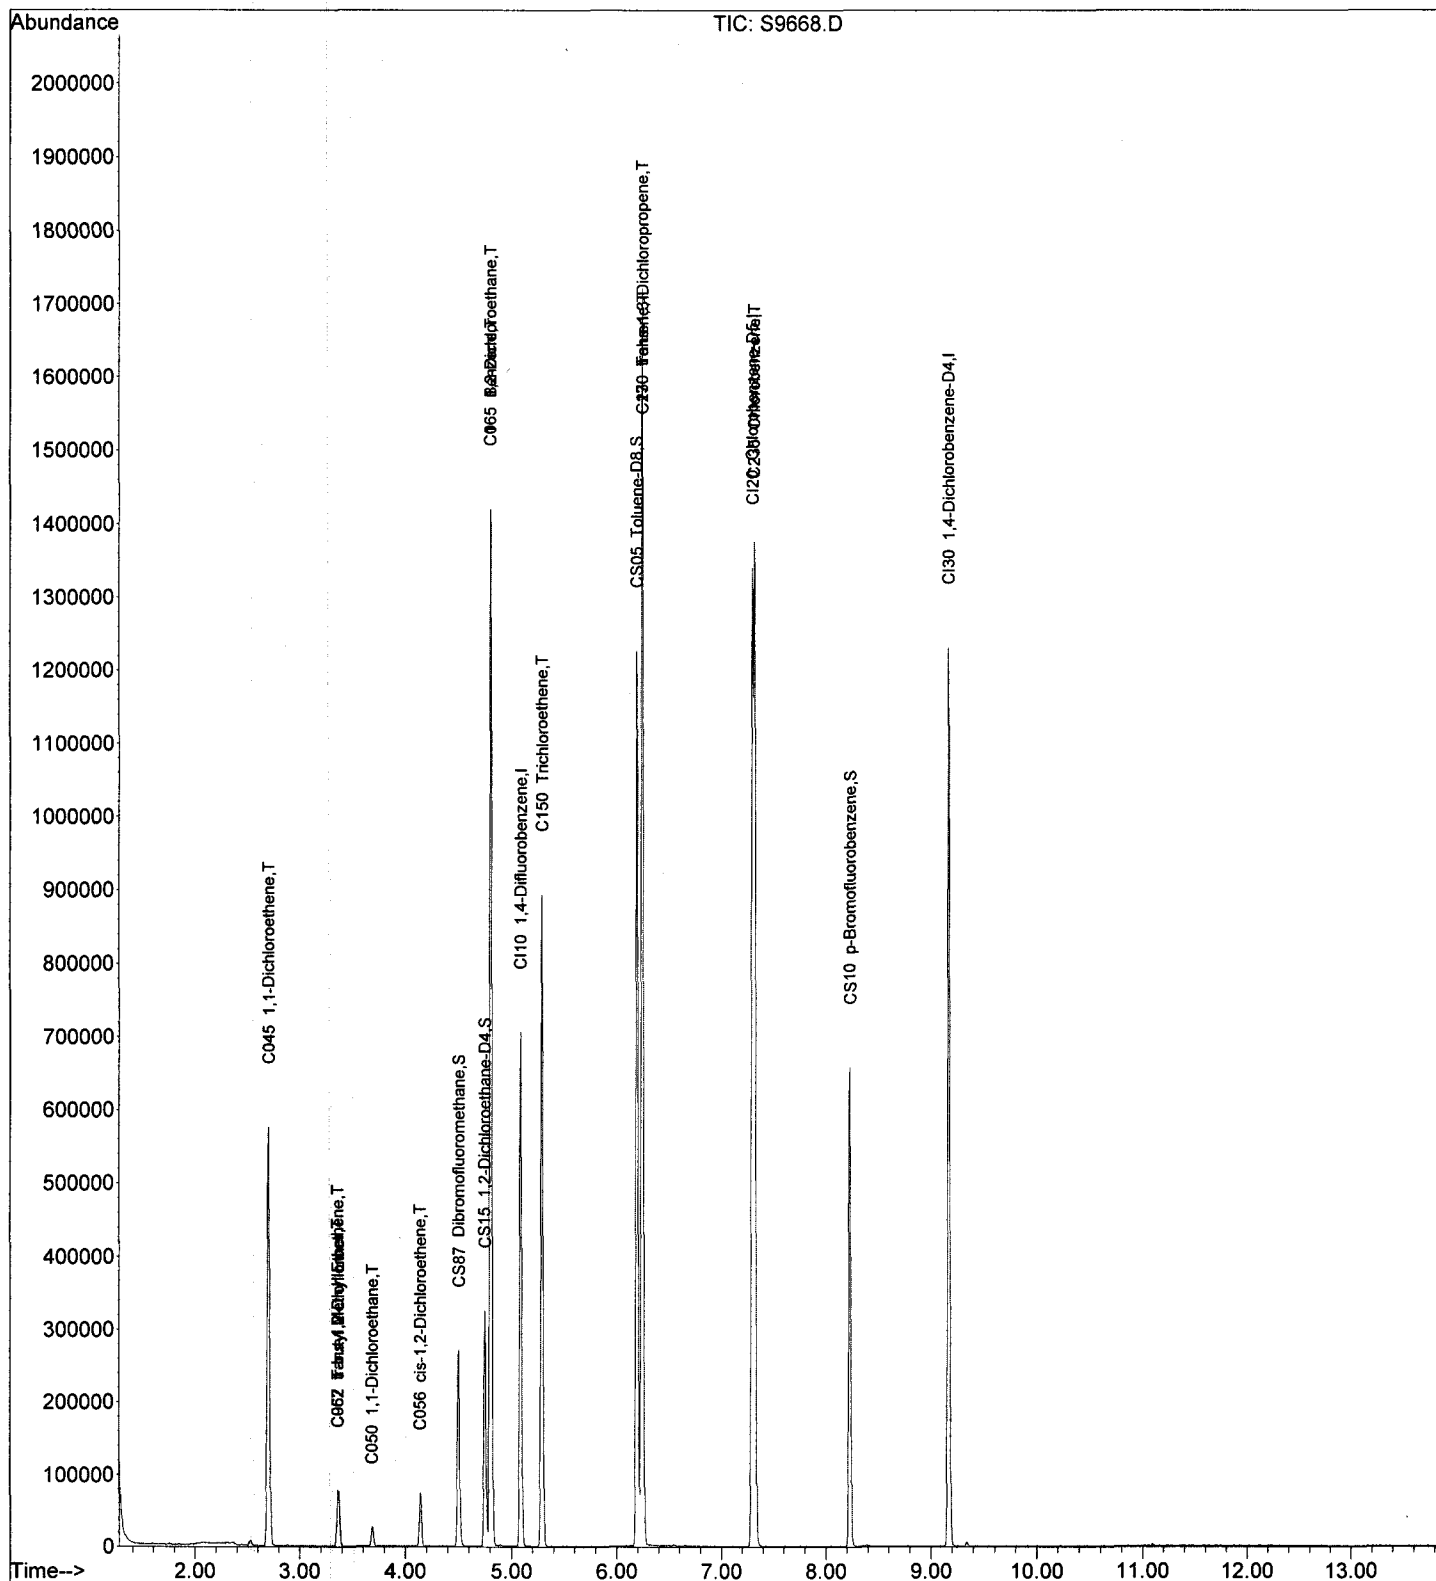 Abundance
TIC: S9668.D
2000000
1900000
1800000
1700000
1600000
1500000
1400000
1300000
1200000
1100000
1000000
900000
800000
700000
600000
500000
400000
300000
200000
100000
0
C045 1,1-Dichloroethene,T
C050 1,1-Dichloroethane,T
C056 cis-1,2-Dichloroethene,T
CS87 Dibromofluoromethane,S
CS15 1,2-Dichloroethane-D4,S
C065
CI10 1,4-Difluorobenzene,I
C150 Trichloroethene,T
CS05 Toluene-D8,S
CI20
C235 Chlorobenzene,T
CS10 p-Bromofluorobenzene,S
CI30 1,4-Dichlorobenzene-D4,I
Time-->
2.00 3.00 4.00 5.00 6.00 7.00 8.00 9.00 10.00 11.00 12.00 13.00